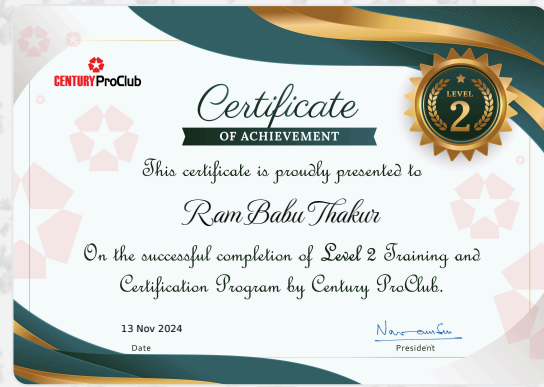 CENTURY ProClub
LEVEL
2
Certificate
OF ACHIEVEMENT
This certificate is proudly presented to
Ram Babu Thakur
On the successful completion of Level 2 Training and
Certification Program by Century ProClub.
13 Nov 2024
Date
President